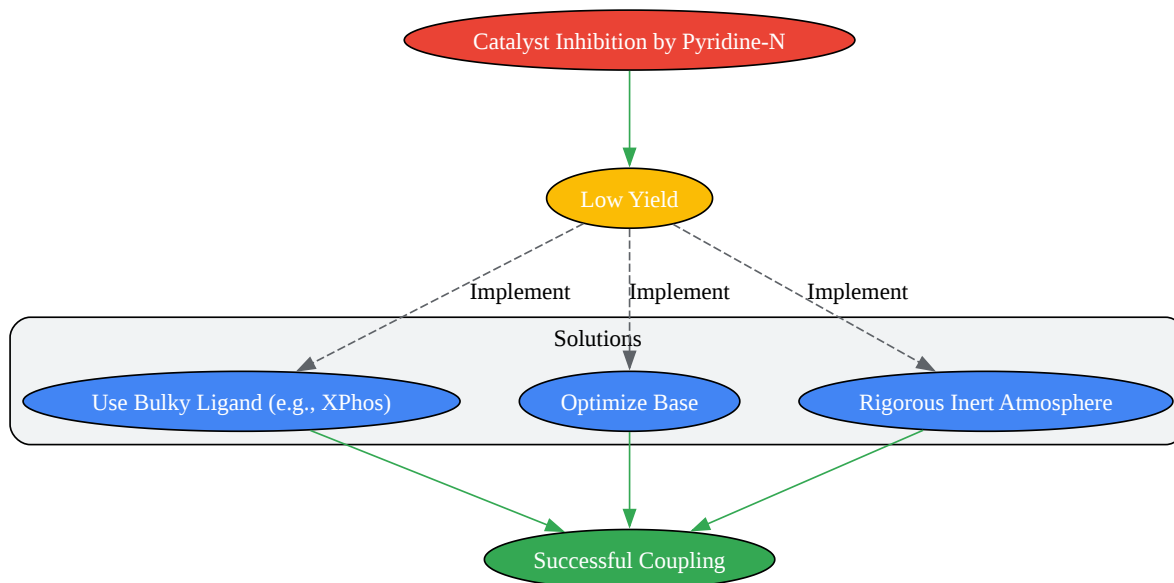 Catalyst Inhibition by Pyridine-N
Low Yield
Implement
Implement
Implement
Solutions
Use Bulky Ligand (e.g., XPhos)
Optimize Base
Rigorous Inert Atmosphere
Successful Coupling